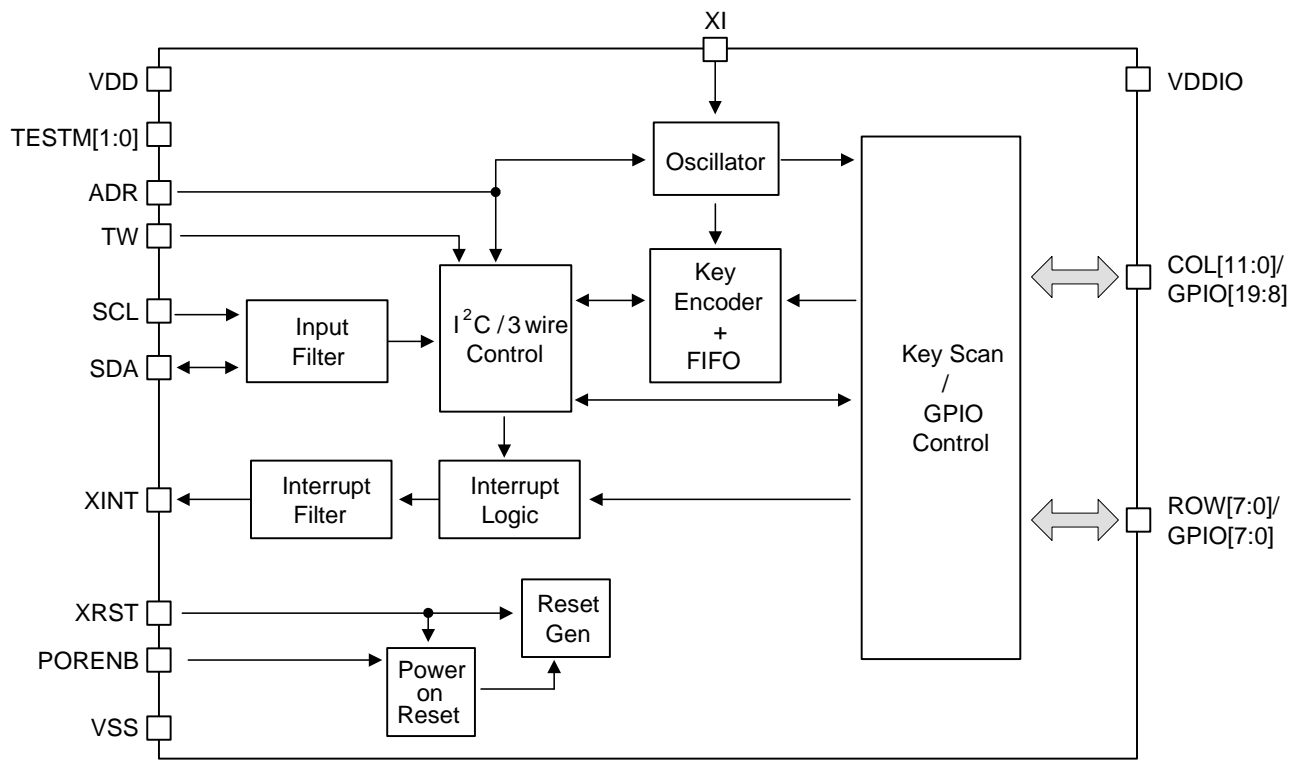 XI
VDD
VDDIO
TESTM[1:0]
Oscillator
ADR
TW
Key
Encoder
+
FIFO
COL[11:0]/
GPIO[19:8]
SCL
Input
Filter
I2C / 3 wire
Control
SDA
Key Scan
/
GPIO
Control
XINT
Interrupt
Filter
Interrupt
Logic
ROW[7:0]/
GPIO[7:0]
XRST
Reset
Gen
PORENB
Power
on
Reset
VSS